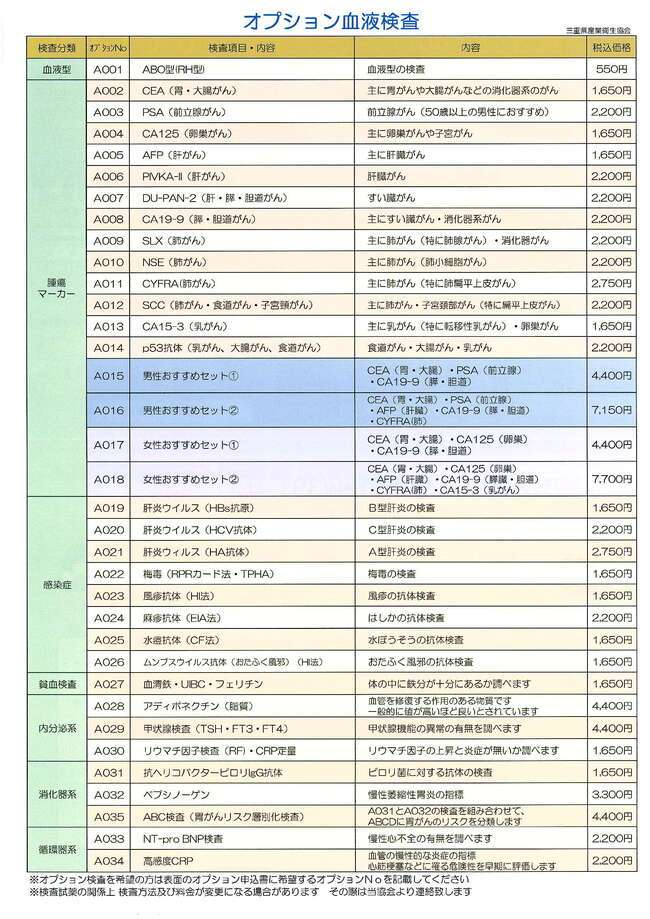 オプション血液検査
三重県産業衛生協会
検査分類 ｵﾌﾟｼｮﾝNo 検査項目・内容 内容 税込価格
血液型 A001 ABO型(RH型) 血液型の検査 550円
腫瘍マーカー
A002 CEA（胃・大腸がん） 主に胃がんや大腸がんなどの消化器系のがん 1,650円
A003 PSA（前立腺がん） 前立腺がん（50歳以上の男性におすすめ） 2,200円
A004 CA125（卵巣がん） 主に卵巣がんや子宮がん 1,650円
A005 AFP（肝がん） 主に肝臓がん 1,650円
A006 PIVKA-Ⅱ（肝がん） 肝臓がん 2,200円
A007 DU-PAN-2（肝・膵・胆道がん） すい臓がん 2,200円
A008 CA19-9（膵・胆道がん） 主にすい臓がん・消化器系がん 2,200円
A009 SLX（肺がん） 主に肺がん（特に肺腺がん）・消化器がん 2,200円
A010 NSE（肺がん） 主に肺がん（肺小細胞がん） 2,200円
A011 CYFRA(肺がん) 主に肺がん（特に肺扁平上皮がん） 2,750円
A012 SCC（肺がん・食道がん・子宮頸がん） 主に肺がん・子宮頚部がん（特に扁平上皮がん） 2,200円
A013 CA15-3（乳がん） 主に乳がん（特に転移性乳がん）・卵巣がん 1,650円
A014 p53抗体（乳がん、大腸がん、食道がん） 食道がん・大腸がん・乳がん 2,200円
A015 男性おすすめセット① CEA（胃・大腸）・PSA（前立腺）
・CA19-9（膵・胆道） 4,400円
A016 男性おすすめセット② CEA（胃・大腸）・PSA（前立腺）
・AFP（肝臓）・CA19-9（膵・胆道）
・CYFRA(肺) 7,150円
A017 女性おすすめセット① CEA（胃・大腸）・CA125（卵巣）
・CA19-9（膵・胆道） 4,400円
A018 女性おすすめセット② CEA（胃・大腸）・CA125（卵巣）
・AFP（肝臓）・CA19-9（膵臓・胆道）
・CYFRA(肺)・CA15-3（乳がん） 7,700円
感染症
A019 肝炎ウイルス（HBs抗原） B型肝炎の検査 1,650円
A020 肝炎ウイルス（HCV抗体） C型肝炎の検査 2,200円
A021 肝炎ウィルス（HA抗体） A型肝炎の検査 2,750円
A022 梅毒（RPRカード法・TPHA） 梅毒の検査 1,650円
A023 風疹抗体（HI法） 風疹の抗体検査 1,650円
A024 麻疹抗体（EIA法） はしかの抗体検査 2,200円
A025 水痘抗体（CF法） 水ぼうそうの抗体検査 1,650円
A026 ムンプスウイルス抗体（おたふく風邪）（HI法） おたふく風邪の抗体検査 1,650円
貧血検査 A027 血清鉄・UIBC・フェリチン 体の中に鉄分が十分にあるか調べます 1,650円
内分泌系
A028 アディポネクチン（脂質） 血管を修復する作用のある物質です
一般的に値が高いほど良いとされています 4,400円
A029 甲状腺検査（TSH・FT3・FT4） 甲状腺機能の異常の有無を調べます 4,400円
A030 リウマチ因子検査（RF）・CRP定量 リウマチ因子の上昇と炎症が無いか調べます 1,650円
消化器系
A031 抗ヘリコバクターピロリIgG抗体 ピロリ菌に対する抗体の検査 1,650円
A032 ペプシノーゲン 慢性萎縮性胃炎の指標 3,300円
A035 ABC検査（胃がんリスク層別化検査） A031とA032の検査を組み合わせて、
ABCDに胃がんのリスクを分類します 4,400円
循環器系
A033 NT-pro BNP検査 慢性心不全の有無を調べます 2,200円
A034 高感度CRP 血管の慢性的な炎症の指標
心筋梗塞などに罹る危険性を早期に評価します 2,200円
※オプション検査を希望の方は表面のオプション申込書に希望するオプションＮｏを記載してください
※検査試薬の関係上 検査方法及び料金が変更になる場合があります　その際は当協会より連絡致します